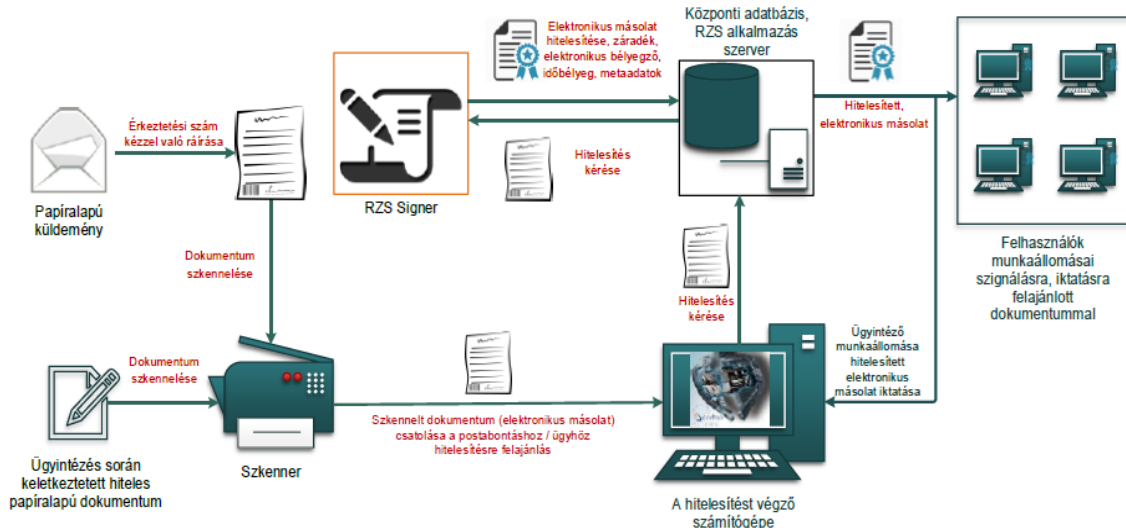 Érkeztetési szám
kézzel való ráírása
Papíralapú
küldemény
RZS Signer
Elektronikus másolat
hitelesítése, záradék,
elektronikus bélyegző,
időbélyeg, metaadatok
Hitelesítés
kérése
Központi adatbázis,
RZS alkalmazás
szerver
Hitelesített,
elektronikus másolat
Felhasználók
munkaállomásai
szignálásra, iktatásra
felajánlott
dokumentummal
Dokumentum
szkennelése
Hitelesítés
kérése
Dokumentum
szkennelése
Ügyintézés során
keletkeztetett hiteles
papíralapú dokumentum
Szkenner
Szkennelt dokumentum (elektronikus másolat)
csatolása a postabontáshoz / ügyhöz
hitelesítésre felajánlás
A hitelesítést végző
számítógépe
Ügyintéző
munkaállomása
hitelesített
elektronikus
másolat iktatása